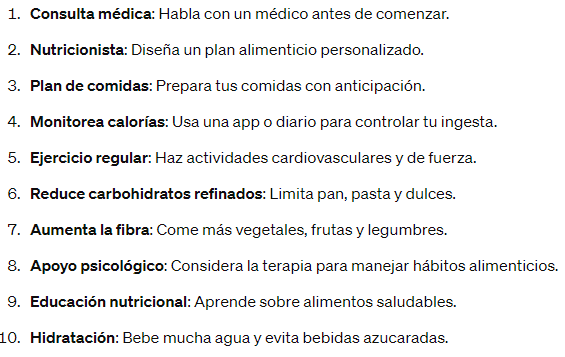 1. Consulta médica: Habla con un médico antes de comenzar.
2. Nutricionista: Diseña un plan alimenticio personalizado.
3. Plan de comidas: Prepara tus comidas con anticipación.
4. Monitorea calorías: Usa una app o diario para controlar tu ingesta.
5. Ejercicio regular: Haz actividades cardiovasculares y de fuerza.
6. Reduce carbohidratos refinados: Limita pan, pasta y dulces.
7. Aumenta la fibra: Come más vegetales, frutas y legumbres.
8. Apoyo psicológico: Considera la terapia para manejar hábitos alimenticios.
9. Educación nutricional: Aprende sobre alimentos saludables.
10. Hidratación: Bebe mucha agua y evita bebidas azucaradas.